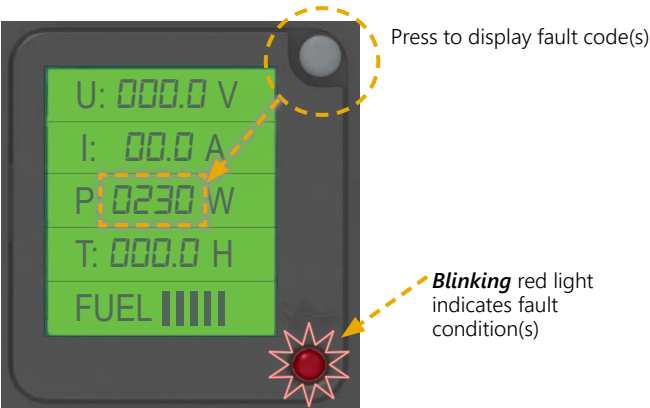 Press to display fault code(s)
U: 000.0 V
I: 00.0 A
P: 0230 W
T: 000.0 H
FUEL
Blinking red light
indicates fault
condition(s)